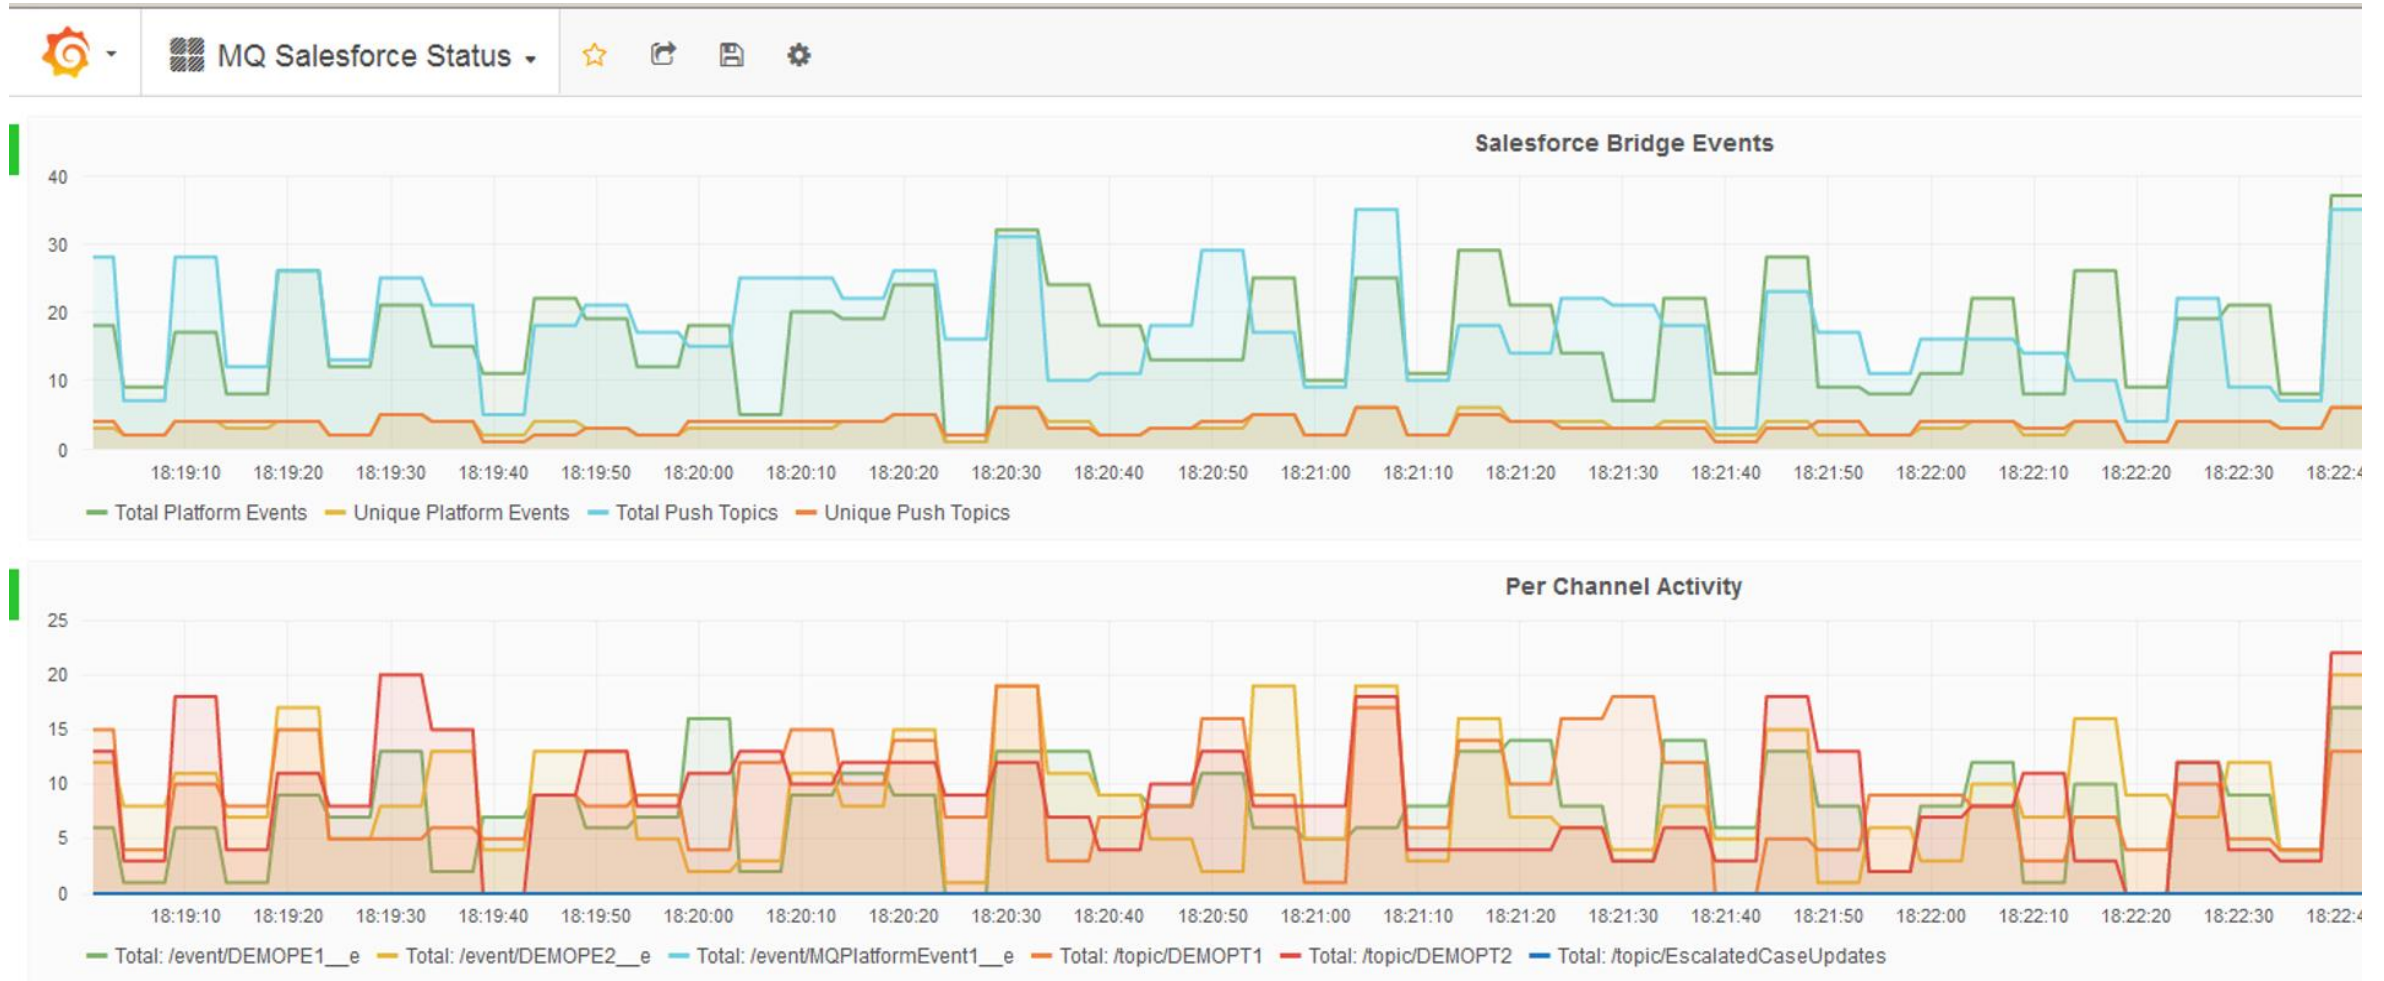 MQ Salesforce Status
Salesforce Bridge Events
40
30
20
10
0
18:19:10 18:19:20 18:19:30 18:19:40 18:19:50 18:20:00 18:20:10 18:20:20 18:20:30 18:20:40 18:20:50 18:21:00 18:21:10 18:21:20 18:21:30 18:21:40 18:21:50 18:22:00 18:22:10 18:22:20 18:22:30 18:22:4
Total Platform Events Unique Platform Events Total Push Topics Unique Push Topics
Per Channel Activity
25
20
15
10
5
0
18:19:10 18:19:20 18:19:30 18:19:40 18:19:50 18:20:00 18:20:10 18:20:20 18:20:30 18:20:40 18:20:50 18:21:00 18:21:10 18:21:20 18:21:30 18:21:40 18:21:50 18:22:00 18:22:10 18:22:20 18:22:30 18:22:4
Total: /event/DEMOPE1__e Total: /event/DEMOPE2__e Total: /event/MQPlatformEvent1__e Total: /topic/DEMOPT1 Total: /topic/DEMOPT2 Total: /topic/EscalatedCaseUpdates